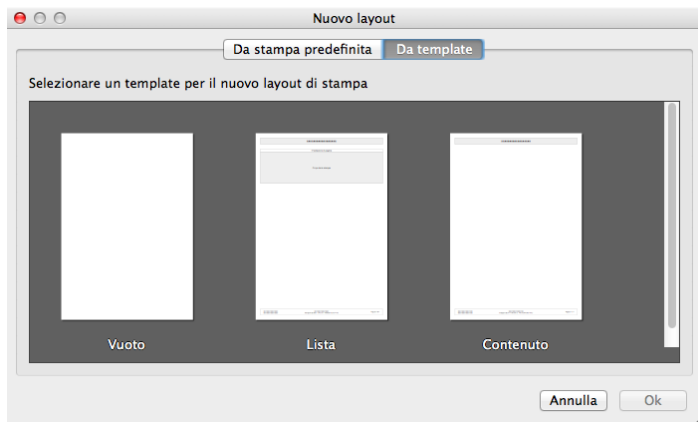 Nuovo layout
Da stampa predefinita Da template
Selezionare un template per il nuovo layout di stampa
Vuoto Lista Contenuto
Annulla Ok